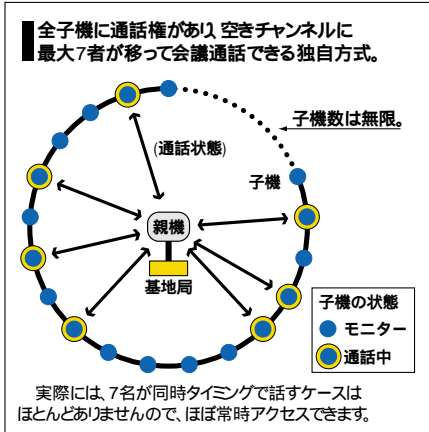 全子機に通話権があり、空きチャンネルに
最大7者が移って会議通話できる独自方式。
子機数は無限。
(通話状態)
子機
親機
基地局
子機の状態
モニター
通話中
実際には、7名が同時タイミングで話すケースは
ほとんどありませんので、ほぼ常時アクセスできます。